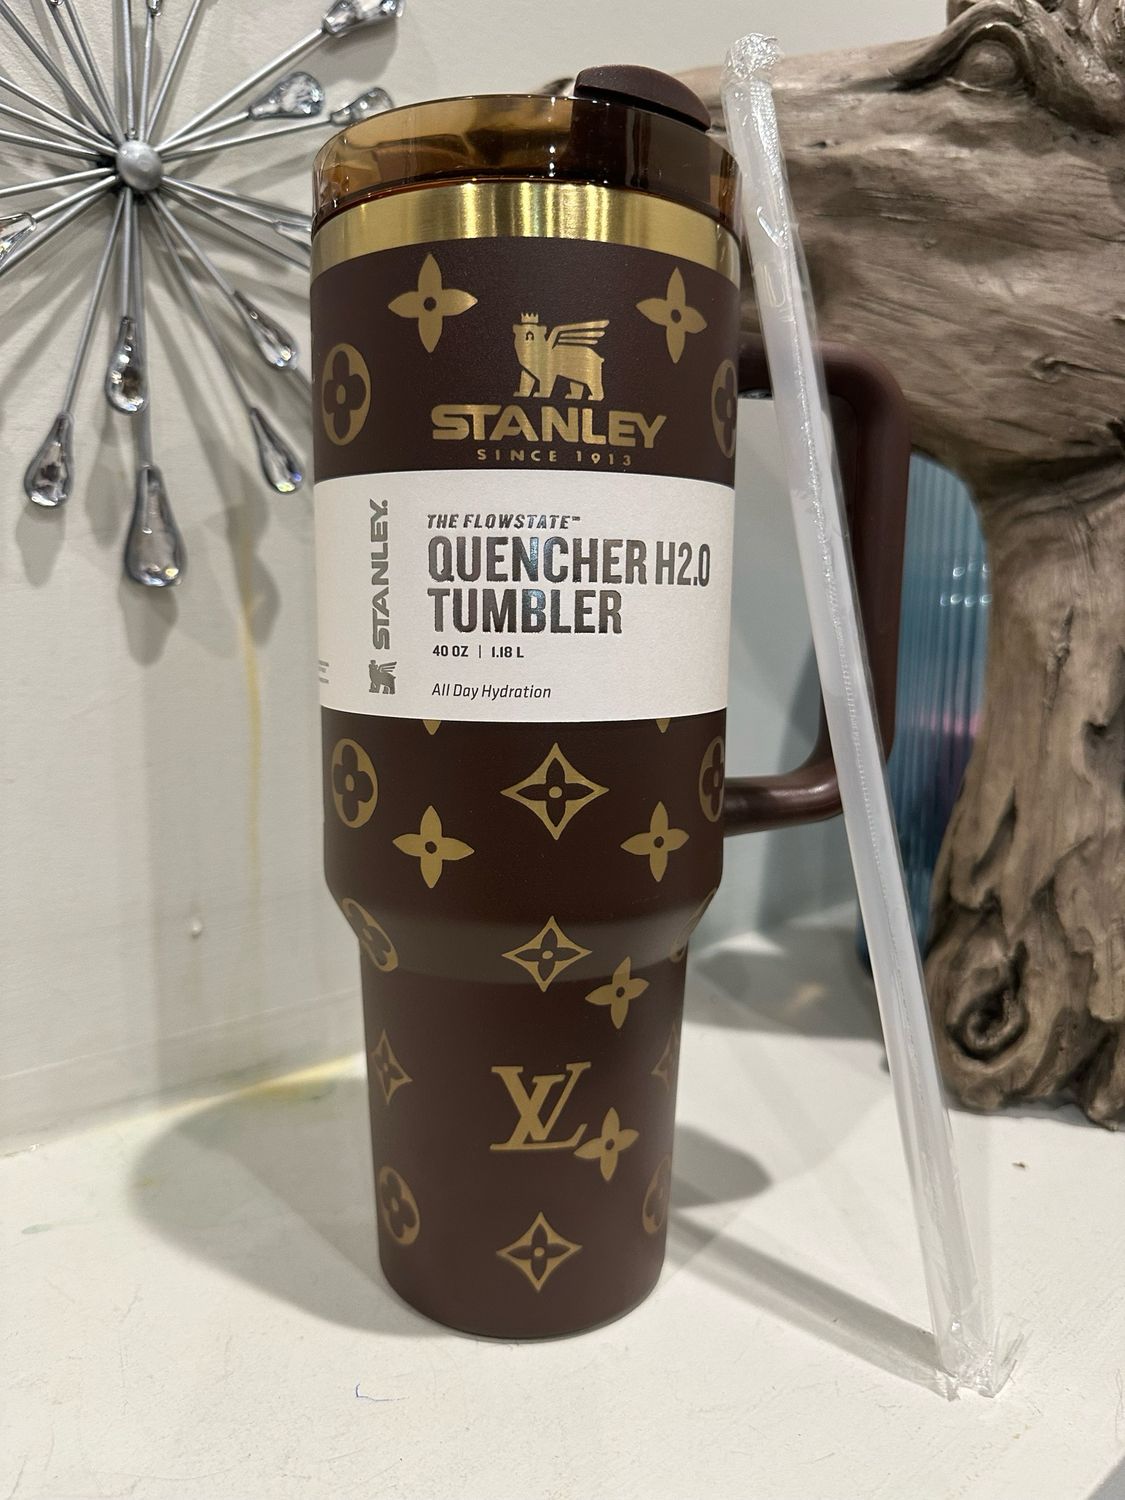 STANLEY
SINCE 1913
STANLEY.
THE FLOWSTATE™
QUENCHER H2.0
TUMBLER
40 OZ | 1.18 L
All Day Hydration
LV